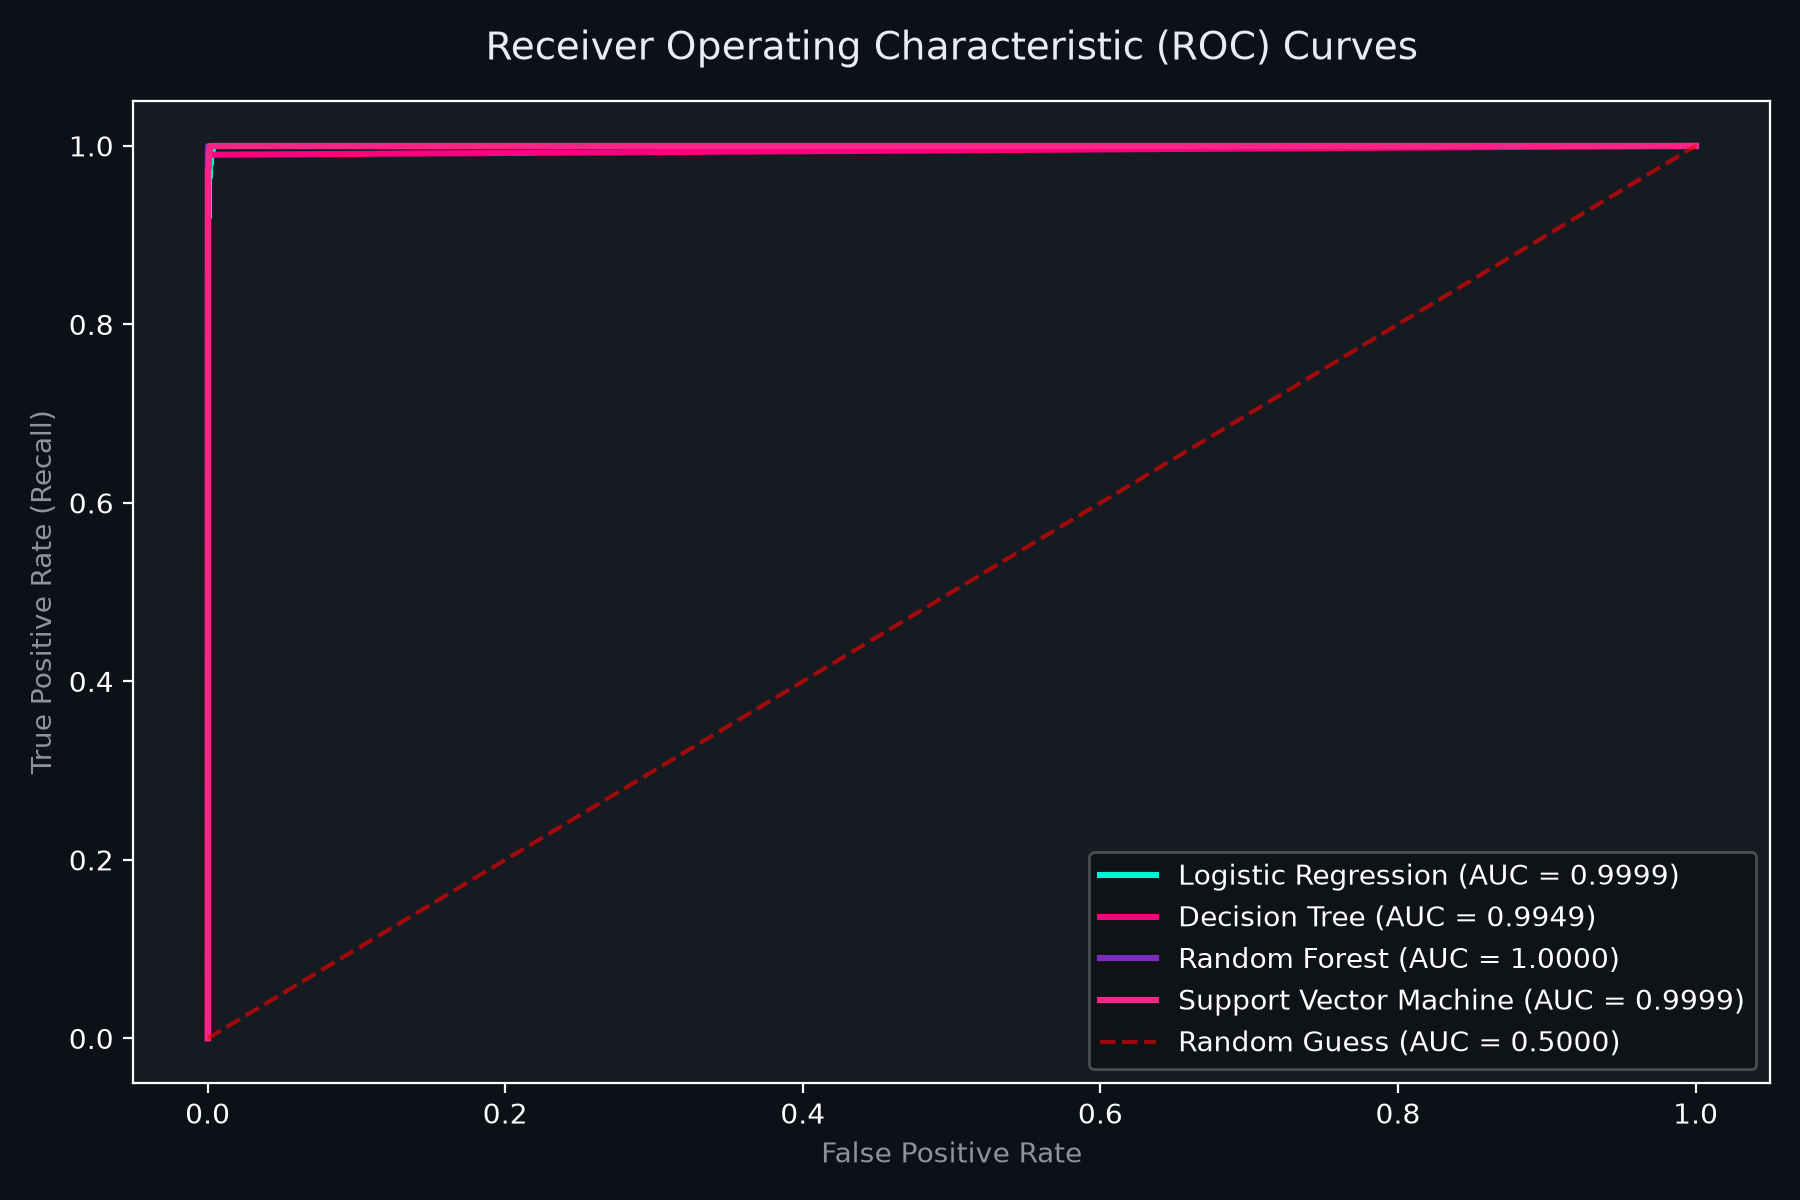 Receiver Operating Characteristic (ROC) Curves
True Positive Rate (Recall)
1.0
0.8
0.6
0.4
0.2
0.0
Logistic Regression (AUC = 0.9999)
Decision Tree (AUC = 0.9949)
Random Forest (AUC = 1.0000)
Support Vector Machine (AUC = 0.9999)
Random Guess (AUC = 0.5000)
0.0 0.2 0.4 0.6 0.8 1.0
False Positive Rate